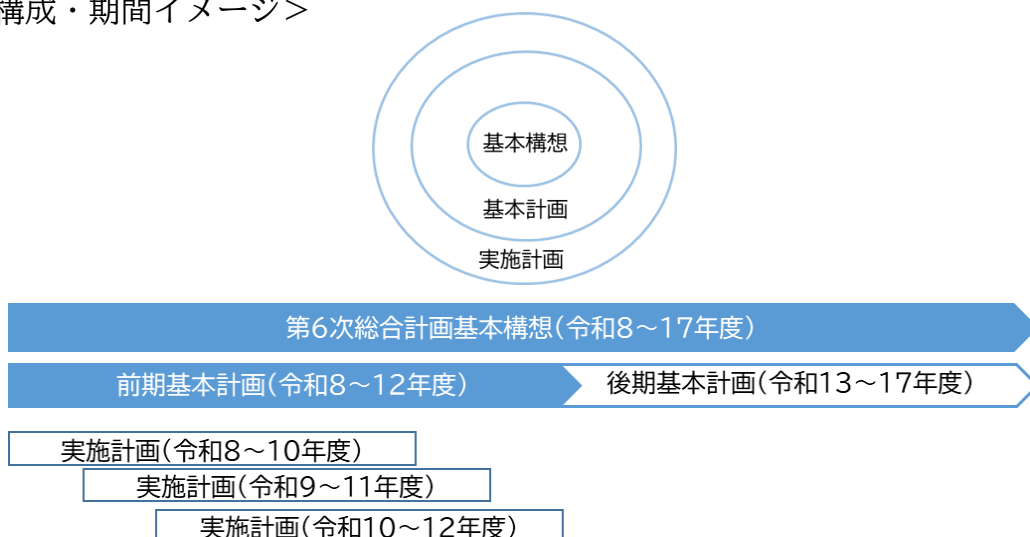 構成・期間イメージ＞
基本構想
基本計画
実施計画
第6次総合計画基本構想(令和8～17年度)
前期基本計画(令和8～12年度)
後期基本計画(令和13～17年度)
実施計画(令和8～10年度)
実施計画(令和9～11年度)
実施計画(令和10～12年度)